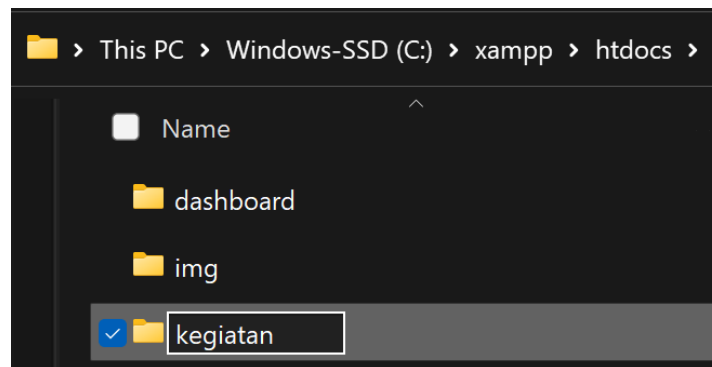 This PC > Windows-SSD (C:) > xampp > htdocs >
Name
dashboard
img
kegiatan